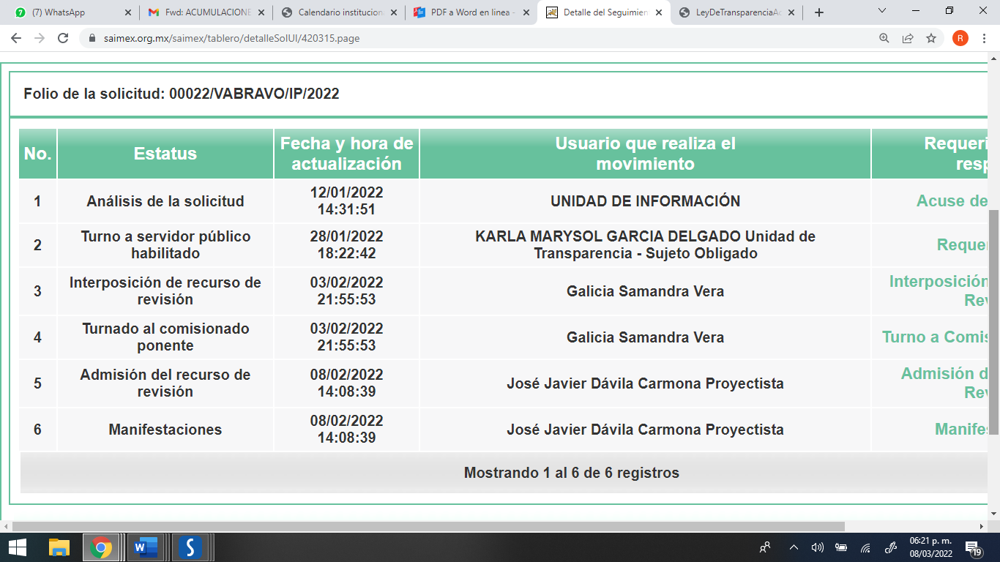 (7) WhatsApp
Fwd: ACUMULACIONE
Calendario institucion
PDF a Word en linea -
Detalle del Seguimien
LeyDeTransparenciaAc
saimex.org.mx/saimex/tablero/detalleSolUI/420315.page
R
Folio de la solicitud: 00022/VABRAVO/IP/2022
No.
Estatus
Fecha y hora de
actualización
Usuario que realiza el
movimiento
Requeri
resp
1
Análisis de la solicitud
12/01/2022
14:31:51
UNIDAD DE INFORMACIÓN
Acuse de
2
Turno a servidor público
habilitado
28/01/2022
18:22:42
KARLA MARYSOL GARCIA DELGADO Unidad de
Transparencia - Sujeto Obligado
Reque
3
Interposición de recurso de
revisión
03/02/2022
21:55:53
Galicia Samandra Vera
Interposición
Rev
4
Turnado al comisionado
ponente
03/02/2022
21:55:53
Galicia Samandra Vera
Turno a Comis
5
Admisión del recurso de
revisión
08/02/2022
14:08:39
José Javier Dávila Carmona Proyectista
Admisión d
Rev
6
Manifestaciones
08/02/2022
14:08:39
José Javier Dávila Carmona Proyectista
Manifes
Mostrando 1 al 6 de 6 registros
W
S
06:21 p. m.
08/03/2022
19